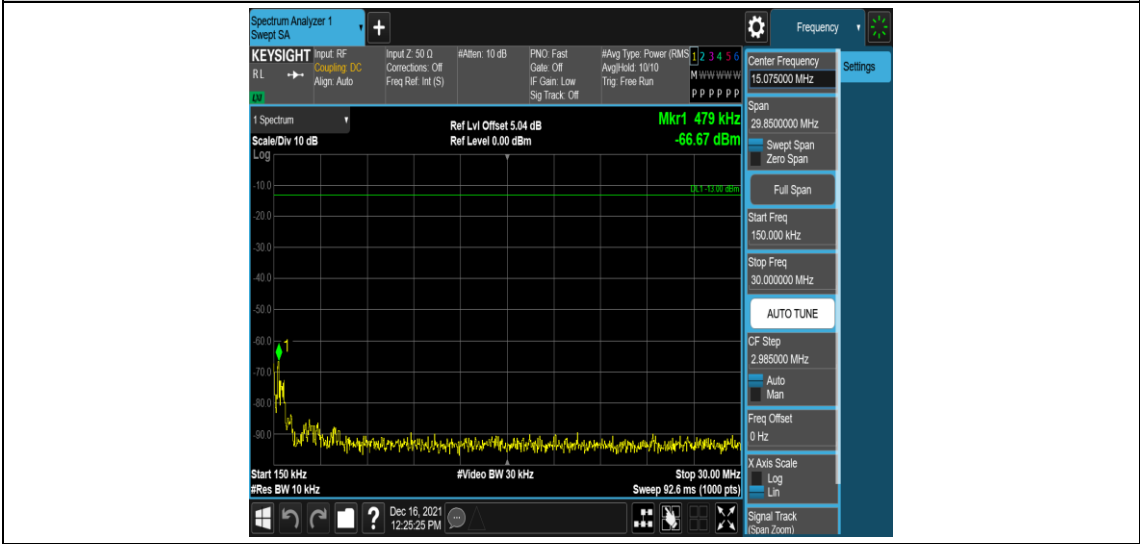 Spectrum Analyzer 1
Swept SA
+
Frequency
KEYSIGHT
RL
LXI
Input: RF
Coupling: DC
Align: Auto
Input Z: 50 Ω
Corrections: Off
Freq Ref: Int (S)
#Atten: 10 dB
PNO: Fast
Gate: Off
IF Gain: Low
Sig Track: Off
#Avg Type: Power (RMS
Avg|Hold: 10/10
Trig: Free Run
1 2 3 4 5 6
M W W W W W
P P P P P P
1 Spectrum
Scale/Div 10 dB
Log
Ref Lvl Offset 5.04 dB
Ref Level 0.00 dBm
Mkr1 479 kHz
-66.67 dBm
DL1 -13.00 dBm
-10.0
-20.0
-30.0
-40.0
-50.0
-60.0
1
-70.0
-80.0
-90.0
Start 150 kHz
#Res BW 10 kHz
#Video BW 30 kHz
Stop 30.00 MHz
Sweep 92.6 ms (1000 pts)
Center Frequency
15.075000 MHz
Settings
Span
29.8500000 MHz
Swept Span
Zero Span
Full Span
Start Freq
150.000 kHz
Stop Freq
30.000000 MHz
AUTO TUNE
CF Step
2.985000 MHz
Auto
Man
Freq Offset
0 Hz
X Axis Scale
Log
Lin
Signal Track
(Span Zoom)
?
Dec 16, 2021
12:25:25 PM